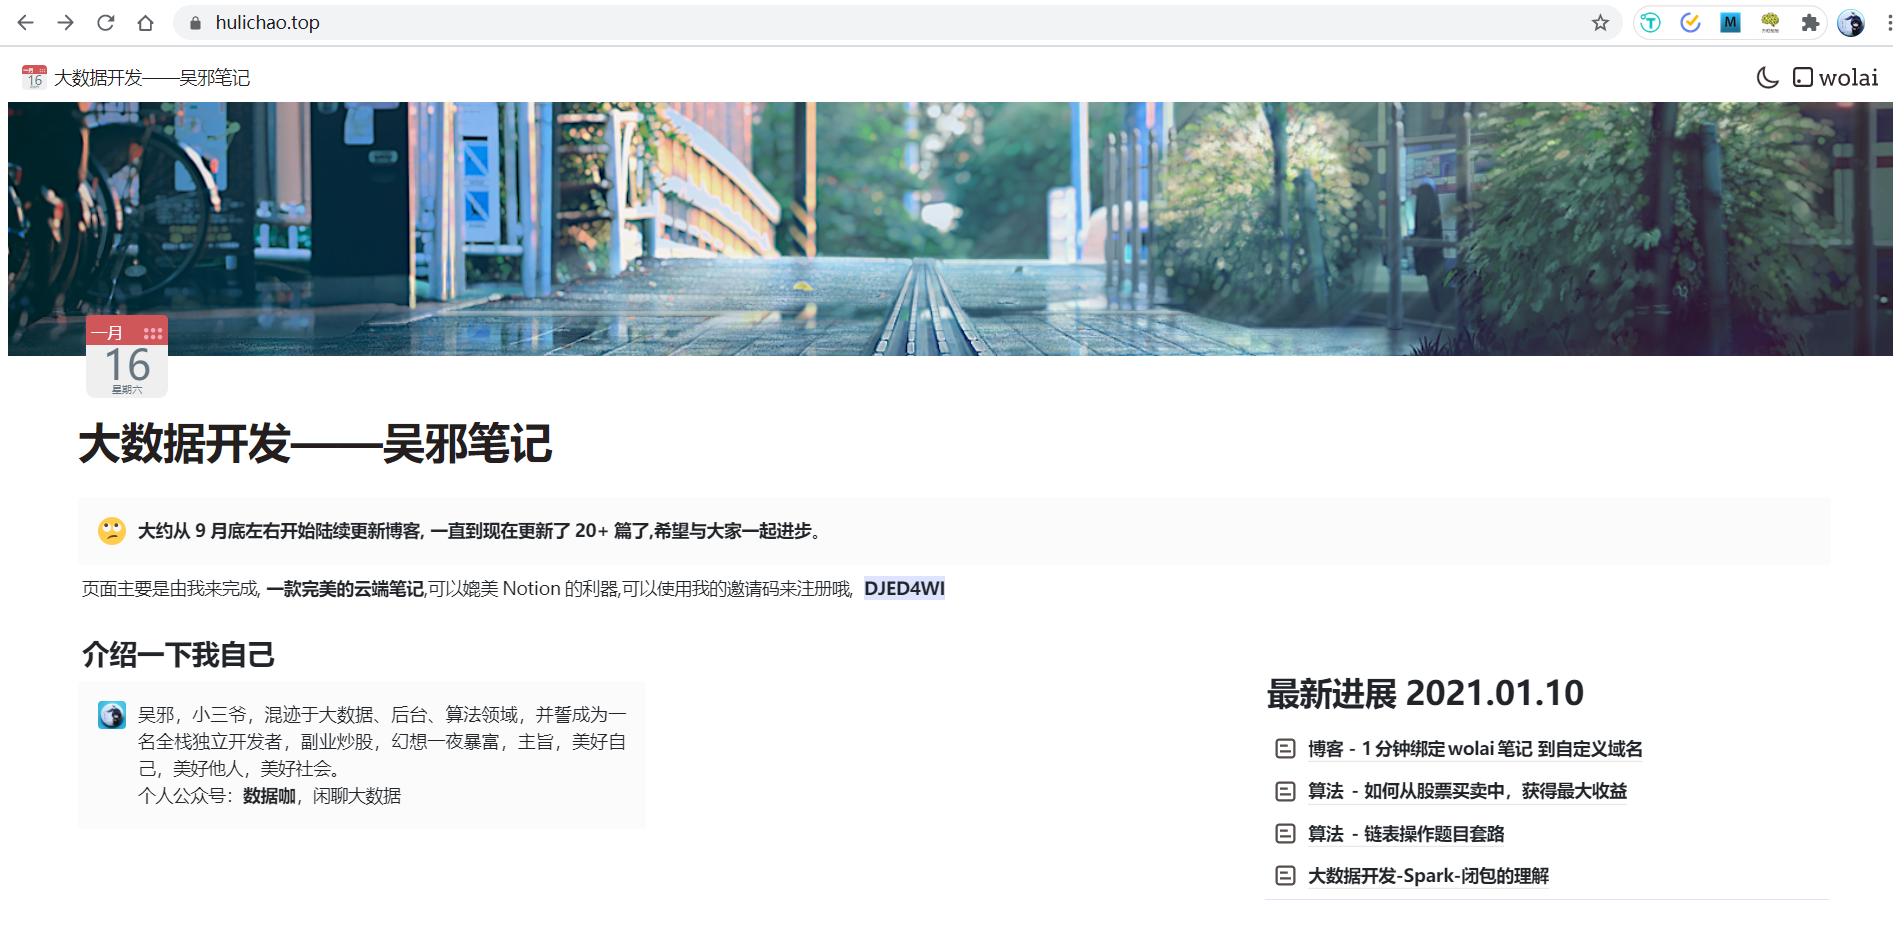 hulichao.top
大数据开发——吴邪笔记
wolai
一月
16
星期六
大数据开发——吴邪笔记
大约从 9 月底左右开始陆续更新博客, 一直到现在更新了 20+ 篇了,希望与大家一起进步。
页面主要是由我来完成, 一款完美的云端笔记,可以媲美 Notion 的利器,可以使用我的邀请码来注册哦, DJED4WI
介绍一下我自己
吴邪，小三爷，混迹于大数据、后台、算法领域，并誓成为一
名全栈独立开发者，副业炒股，幻想一夜暴富，主旨，美好自
己，美好他人，美好社会。
个人公众号：数据咖，闲聊大数据
最新进展 2021.01.10
博客 - 1 分钟绑定 wolai 笔记 到自定义域名
算法 - 如何从股票买卖中，获得最大收益
算法 - 链表操作题目套路
大数据开发-Spark-闭包的理解